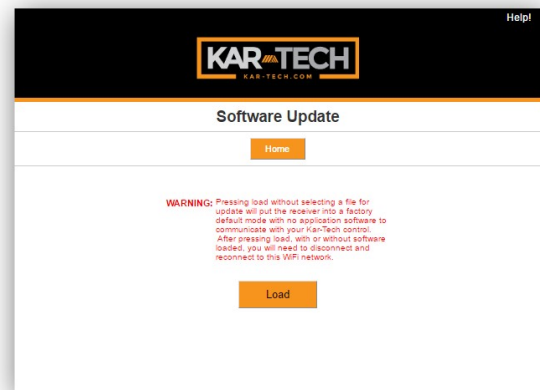 Help!
KAR TECH
KAR-TECH.COM
Software Update
Home
WARNING: Pressing load without selecting a file for
update will put the receiver into a factory
default mode with no application software to
communicate with your Kar-Tech control.
After pressing load, with or without software
loaded, you will need to disconnect and
reconnect to this WiFi network.
Load